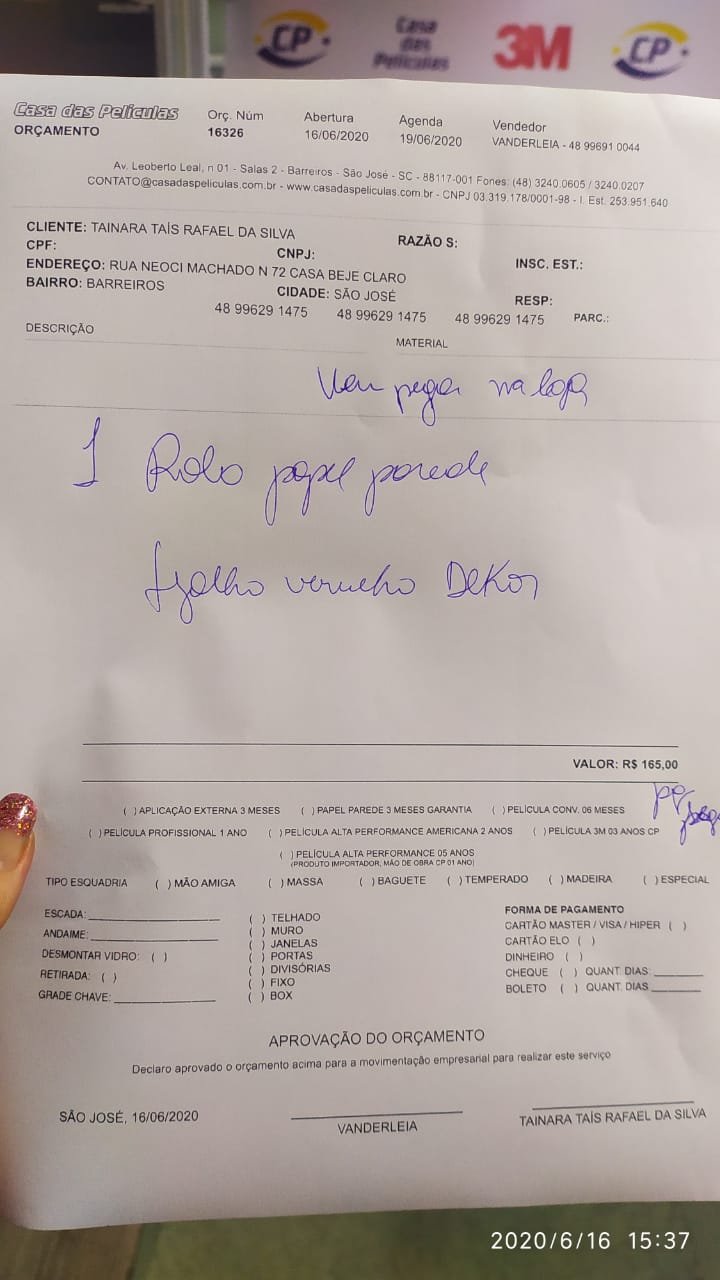 CP
Casa das Películas
3M
CP
Casa das Películas
ORÇAMENTO
Orç. Núm
16326
Abertura
16/06/2020
Agenda
19/06/2020
Vendedor
VANDERLEIA - 48 99691 0044
Av. Leoberto Leal, n 01 - Salas 2 - Barreiros - São José - SC - 88117-001 Fones: (48) 3240.0605 / 3240.0207
CONTATO@casadaspeliculas.com.br - www.casadaspeliculas.com.br - CNPJ 03.319.178/0001-98 - I. Est. 253.951.640
CLIENTE: TAINARA TAÍS RAFAEL DA SILVA RAZÃO S:
CPF: CNPJ: INSC. EST.:
ENDEREÇO: RUA NEOCI MACHADO N 72 CASA BEJE CLARO
BAIRRO: BARREIROS CIDADE: SÃO JOSÉ RESP:
48 99629 1475 48 99629 1475 48 99629 1475 PARC.:
DESCRIÇÃO MATERIAL
Vem pegar na loja
1 Rolo papel parede
vermelho Dekor
VALOR: R$ 165,00
( ) APLICAÇÃO EXTERNA 3 MESES ( ) PAPEL PAREDE 3 MESES GARANTIA ( ) PELÍCULA CONV. 06 MESES
( ) PELÍCULA PROFISSIONAL 1 ANO ( ) PELÍCULA ALTA PERFORMANCE AMERICANA 2 ANOS ( ) PELÍCULA 3M 03 ANOS CP
( ) PELÍCULA ALTA PERFORMANCE 05 ANOS
(PRODUTO IMPORTADOR, MÃO DE OBRA CP 01 ANO)
TIPO ESQUADRIA ( ) MÃO AMIGA ( ) MASSA ( ) BAGUETE ( ) TEMPERADO ( ) MADEIRA ( ) ESPECIAL
ESCADA:
ANDAIME:
DESMONTAR VIDRO: ( )
RETIRADA: ( )
GRADE CHAVE:
( ) TELHADO
( ) MURO
( ) JANELAS
( ) PORTAS
( ) DIVISÓRIAS
( ) FIXO
( ) BOX
FORMA DE PAGAMENTO
CARTÃO MASTER / VISA / HIPER ( )
CARTÃO ELO ( )
DINHEIRO ( )
CHEQUE ( ) QUANT. DIAS:
BOLETO ( ) QUANT. DIAS
APROVAÇÃO DO ORÇAMENTO
Declaro aprovado o orçamento acima para a movimentação empresarial para realizar este serviço
SÃO JOSÉ, 16/06/2020
VANDERLEIA
TAINARA TAÍS RAFAEL DA SILVA
2020/6/16 15:37